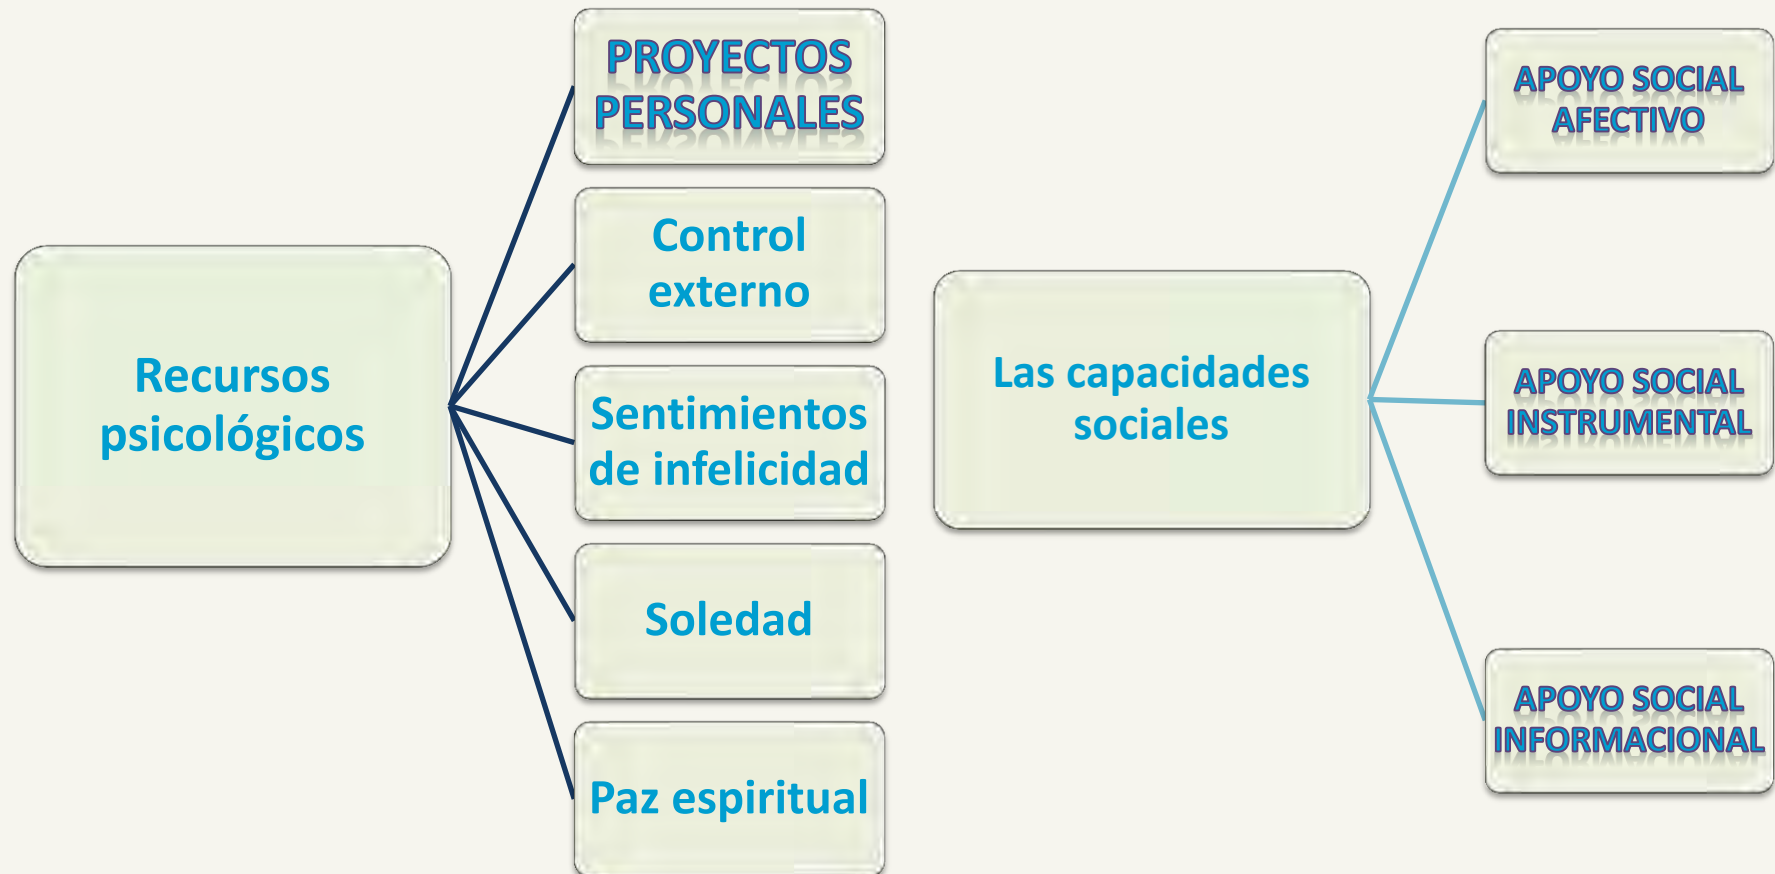 Recursos
psicológicos
PROYECTOS
PERSONALES
Control
externo
Sentimientos
de infelicidad
Soledad
Paz espiritual
Las capacidades
sociales
APOYO SOCIAL
AFECTIVO
APOYO SOCIAL
INSTRUMENTAL
APOYO SOCIAL
INFORMACIONAL